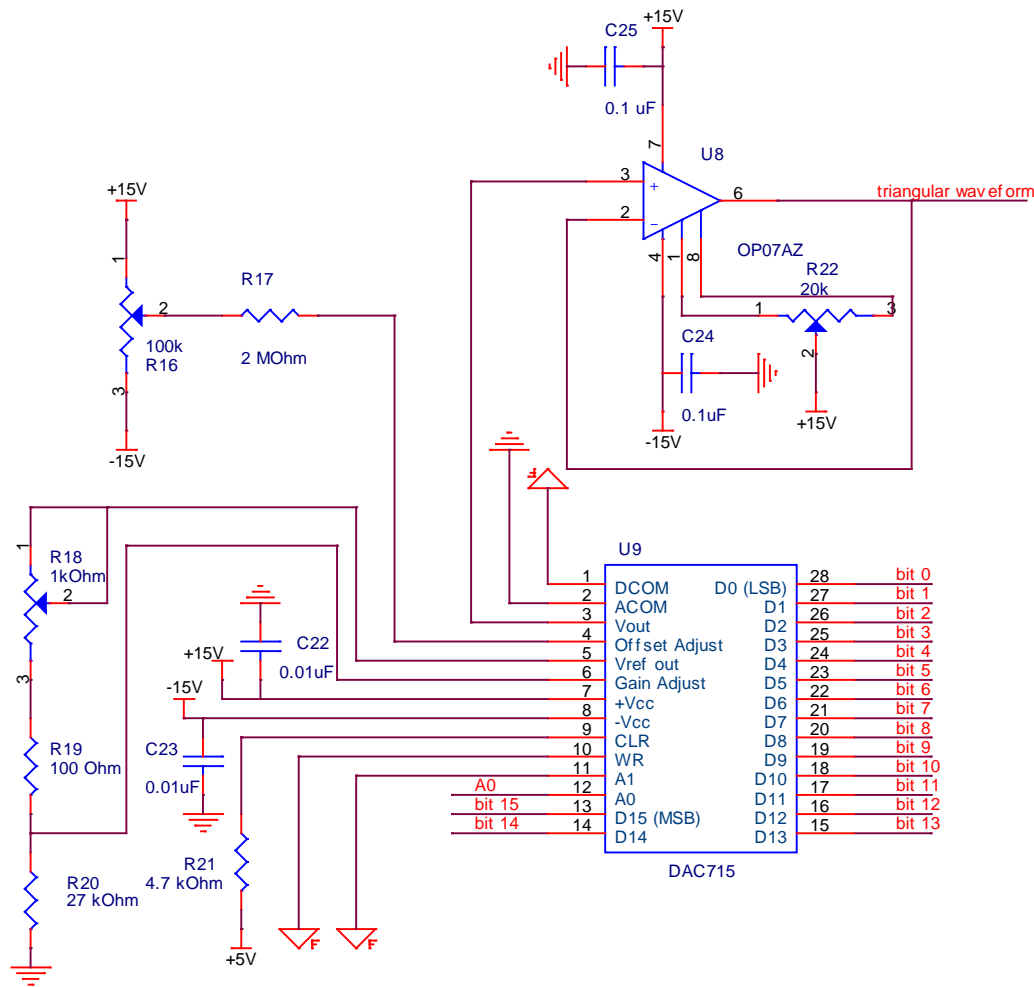 C25
+15V
0.1 uF
7
U8
3
+
6
triangular waveform
2
−
4
1
8
OP07AZ
R22
20k
1
3
2
+15V
C24
0.1uF
-15V
+15V
1
R17
2
100k
R16
2 MOhm
3
-15V
1
R18
1kOhm
2
3
R19
100 Ohm
R20
27 kOhm
C22
0.01uF
+15V
-15V
C23
0.01uF
R21
4.7 kOhm
+5V
U9
1 DCOM D0 (LSB) 28 bit 0
2 ACOM D1 27 bit 1
3 Vout D2 26 bit 2
4 Offset Adjust D3 25 bit 3
5 Vref out D4 24 bit 4
6 Gain Adjust D5 23 bit 5
7 +Vcc D6 22 bit 6
8 -Vcc D7 21 bit 7
9 CLR D8 20 bit 8
10 WR D9 19 bit 9
11 A1 D10 18 bit 10
A0 12 A0 D11 17 bit 11
bit 15 13 D15 (MSB) D12 16 bit 12
bit 14 14 D14 D13 15 bit 13
DAC715